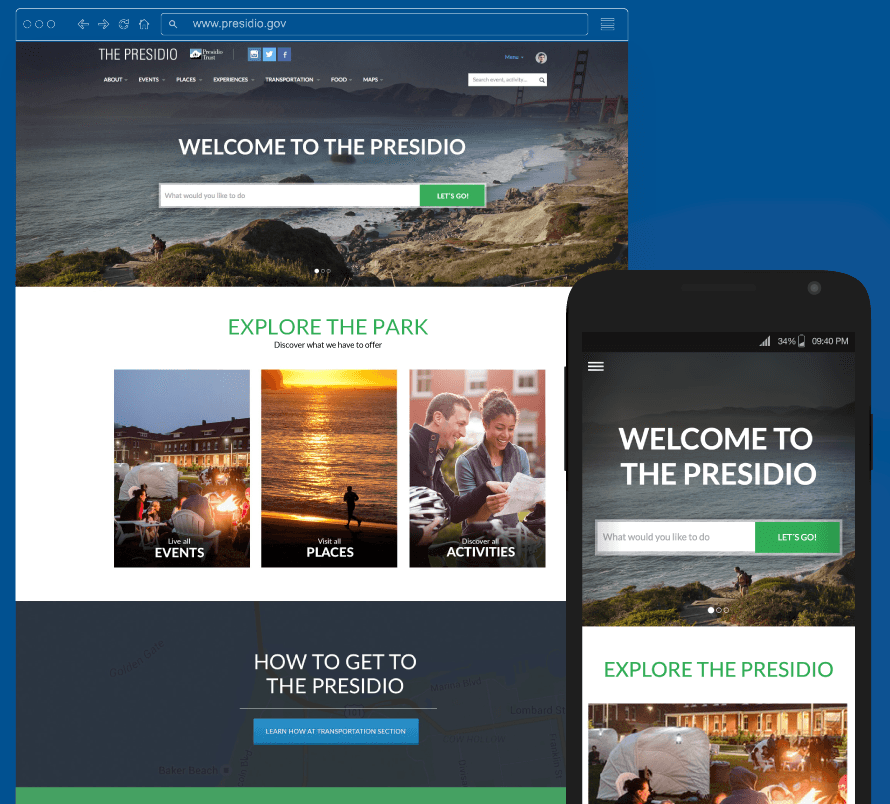 www.presidio.gov
THE PRESIDIO
Presidio
Trust
Menu
ABOUT EVENTS PLACES EXPERIENCES TRANSPORTATION FOOD MAPS
Search event, activity...
WELCOME TO THE PRESIDIO
What would you like to do
LET'S GO!
EXPLORE THE PARK
Discover what we have to offer
Live all
EVENTS
Visit all
PLACES
Discover all
ACTIVITIES
HOW TO GET TO
THE PRESIDIO
LEARN HOW AT TRANSPORTATION SECTION
Golden Gate
Marina Blvd
Lombard St
Baker Beach
34% 09:40 PM
WELCOME TO
THE PRESIDIO
What would you like to do
LET'S GO!
EXPLORE THE PRESIDIO